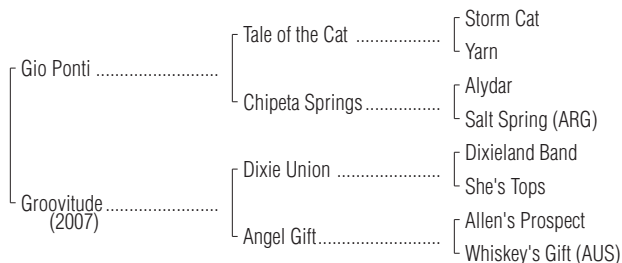 Storm Cat
Tale of the Cat ..................
Yarn
Gio Ponti ..........................
Alydar
Chipeta Springs................
Salt Spring (ARG)
Dixieland Band
Dixie Union ......................
She's Tops
Groovitude........................
(2007)
Allen's Prospect
Angel Gift..........................
Whiskey's Gift (AUS)